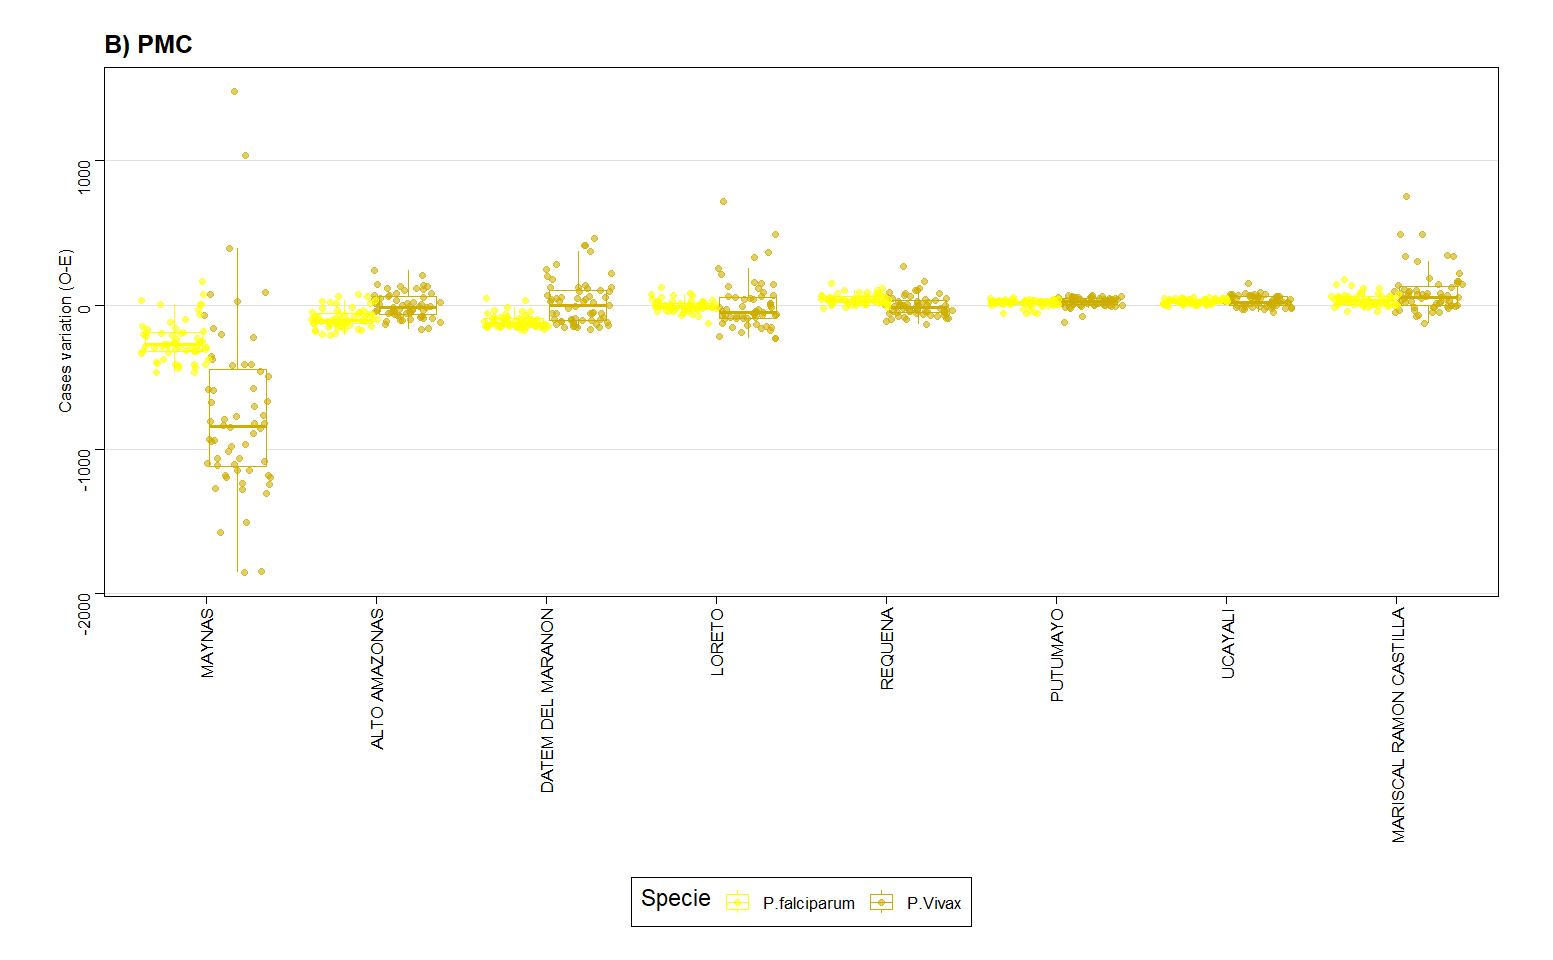 B) PMC
Cases variation (O-E)
1000
0
-1000
-2000
MAYNAS
ALTO AMAZONAS
DATEM DEL MARANON
LORETO
REQUENA
PUTUMAYO
UCAYALI
MARISCAL RAMON CASTILLA
Specie P.falciparum P.Vivax